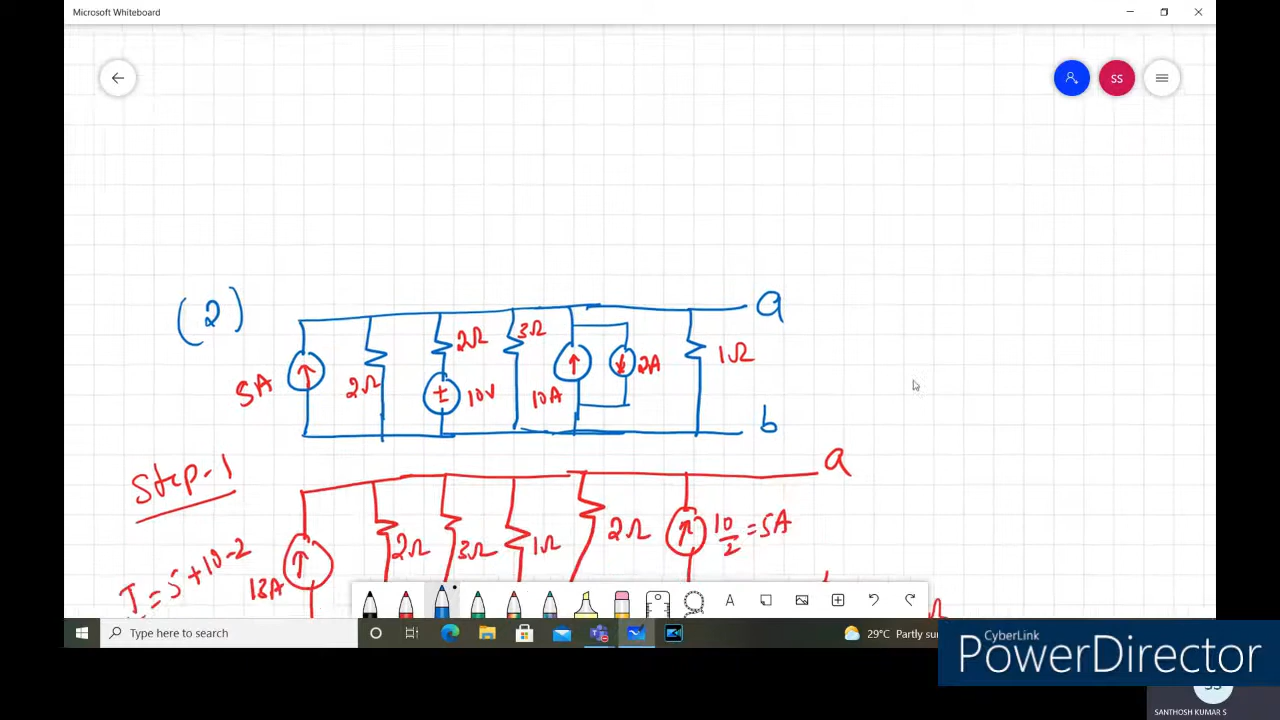 Microsoft Whiteboard
SS
(2)
a
5A
2Ω
2Ω
10V
3Ω
10A
2A
1Ω
b
Step-1
a
I = 5+10-2
13A
2Ω
3Ω
1Ω
2Ω
10/2 = 5A
Type here to search
29°C Partly su
CyberLink
PowerDirector
SANTHOSH KUMAR S